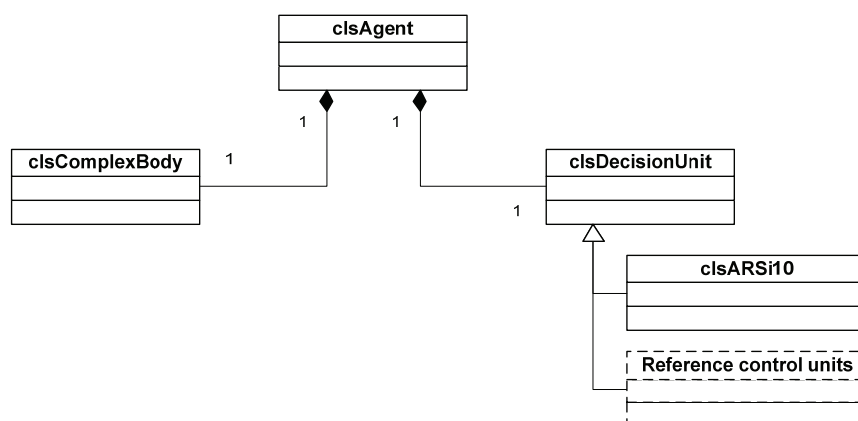 clsAgent
1
1
clsComplexBody
1
clsDecisionUnit
1
clsARSi10
Reference control units